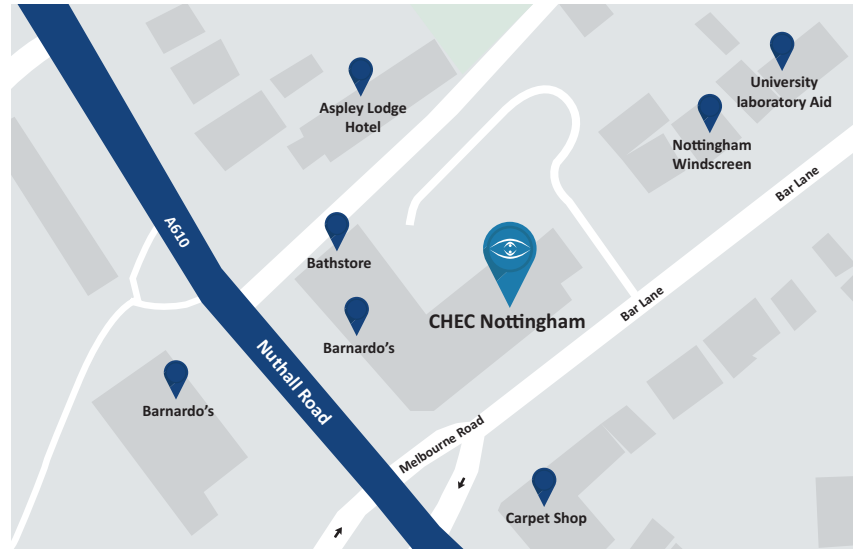 University
laboratory Aid
Aspley Lodge
Hotel
Nottingham
Windscreen
Bar Lane
A610
Bathstore
Bar Lane
CHEC Nottingham
Barnardo's
Nuthall Road
Barnardo's
Melbourne Road
Carpet Shop